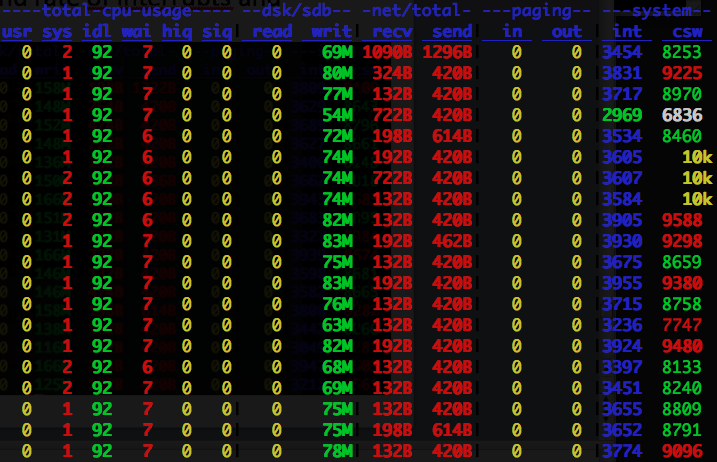 ----total-cpu-usage---- --dsk/sdb-- -net/total- ---paging-- ---system--
usr sys idl wai hiq siq| read  writ| recv  send|  in   out | int   csw
0 2 92 7 0 0| 0 69M|1090B 1296B| 0 0 |3454 8253
0 1 92 7 0 0| 0 80M| 324B 420B| 0 0 |3831 9225
0 1 92 7 0 0| 0 77M| 132B 420B| 0 0 |3717 8970
0 1 92 7 0 0| 0 54M| 722B 420B| 0 0 |2969 6836
0 1 92 6 0 0| 0 72M| 198B 614B| 0 0 |3534 8460
0 1 92 6 0 0| 0 74M| 192B 420B| 0 0 |3605 10k
0 2 92 6 0 0| 0 74M| 722B 420B| 0 0 |3607 10k
0 2 92 6 0 0| 0 74M| 132B 420B| 0 0 |3584 10k
0 2 92 6 0 0| 0 82M| 132B 420B| 0 0 |3905 9588
0 1 92 7 0 0| 0 83M| 192B 462B| 0 0 |3930 9298
0 1 92 7 0 0| 0 75M| 132B 420B| 0 0 |3675 8659
0 1 92 7 0 0| 0 83M| 192B 420B| 0 0 |3955 9380
0 1 92 7 0 0| 0 76M| 132B 420B| 0 0 |3715 8758
0 1 92 7 0 0| 0 63M| 132B 420B| 0 0 |3236 7747
0 1 92 7 0 0| 0 82M| 192B 420B| 0 0 |3924 9480
0 2 92 6 0 0| 0 68M| 132B 420B| 0 0 |3397 8133
0 2 92 7 0 0| 0 69M| 132B 420B| 0 0 |3451 8240
0 1 92 7 0 0| 0 75M| 132B 420B| 0 0 |3655 8809
0 1 92 7 0 0| 0 75M| 198B 614B| 0 0 |3652 8791
0 1 92 7 0 0| 0 78M| 132B 420B| 0 0 |3774 9096